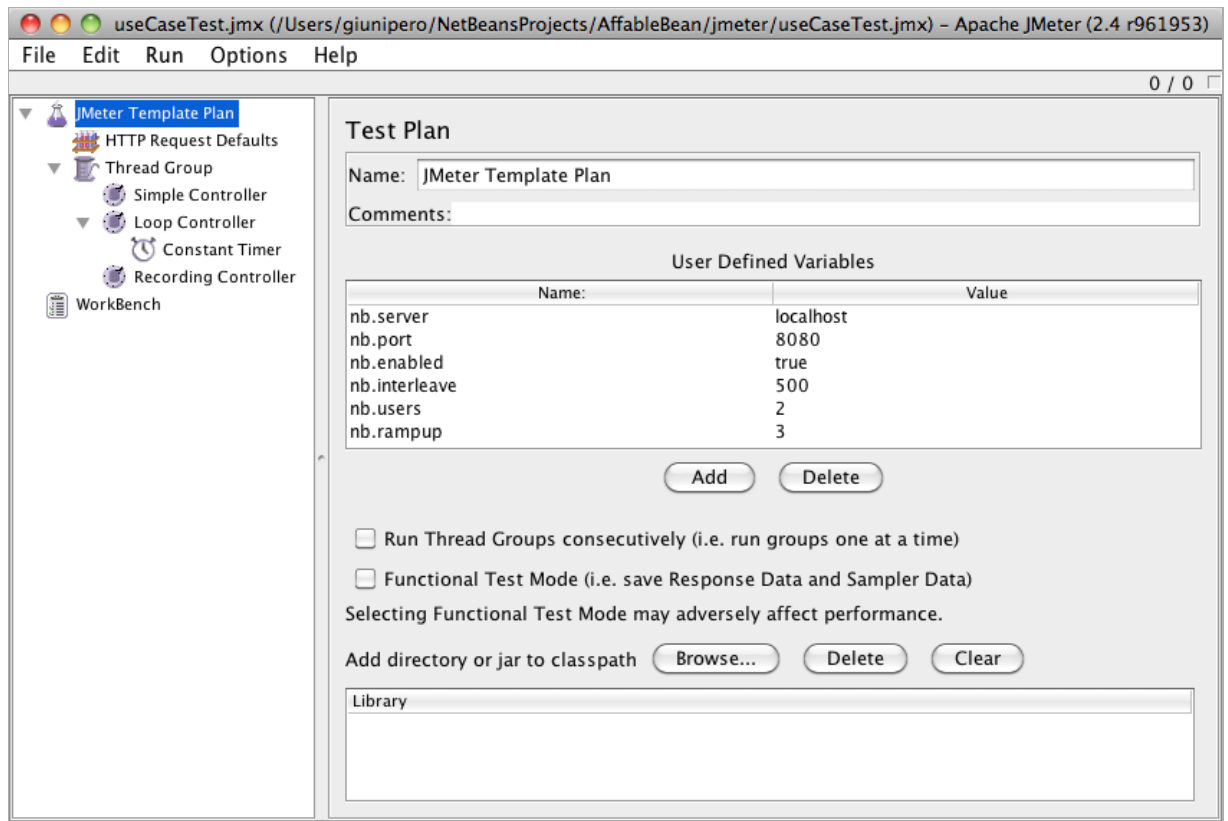 useCaseTest.jmx (/Users/giunipero/NetBeansProjects/AffableBean/jmeter/useCaseTest.jmx) – Apache JMeter (2.4 r961953)
File Edit Run Options Help
0 / 0
JMeter Template Plan
HTTP Request Defaults
Thread Group
Simple Controller
Loop Controller
Constant Timer
Recording Controller
WorkBench
Test Plan
Name: JMeter Template Plan
Comments:
User Defined Variables
Name: Value
nb.server localhost
nb.port 8080
nb.enabled true
nb.interleave 500
nb.users 2
nb.rampup 3
Add Delete
Run Thread Groups consecutively (i.e. run groups one at a time)
Functional Test Mode (i.e. save Response Data and Sampler Data)
Selecting Functional Test Mode may adversely affect performance.
Add directory or jar to classpath Browse... Delete Clear
Library